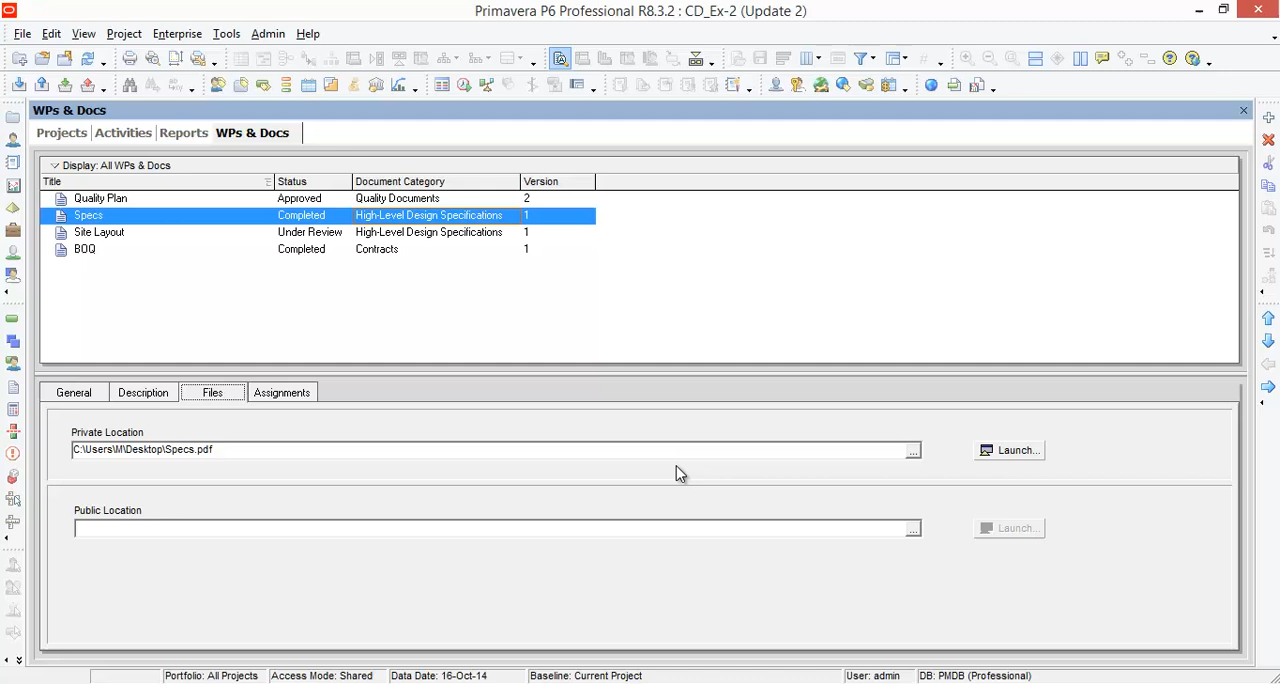 Primavera P6 Professional R8.3.2 : CD_Ex-2 (Update 2)
File Edit View Project Enterprise Tools Admin Help
WPs & Docs
Projects Activities Reports WPs & Docs
Display: All WPs & Docs
Title Status Document Category Version
Quality Plan Approved Quality Documents 2
Specs Completed High-Level Design Specifications 1
Site Layout Under Review High-Level Design Specifications 1
BOQ Completed Contracts 1
General Description Files Assignments
Private Location
C:\Users\M\Desktop\Specs.pdf ... Launch...
Public Location
... Launch...
Portfolio: All Projects Access Mode: Shared Data Date: 16-Oct-14 Baseline: Current Project User: admin DB: PMDB (Professional)